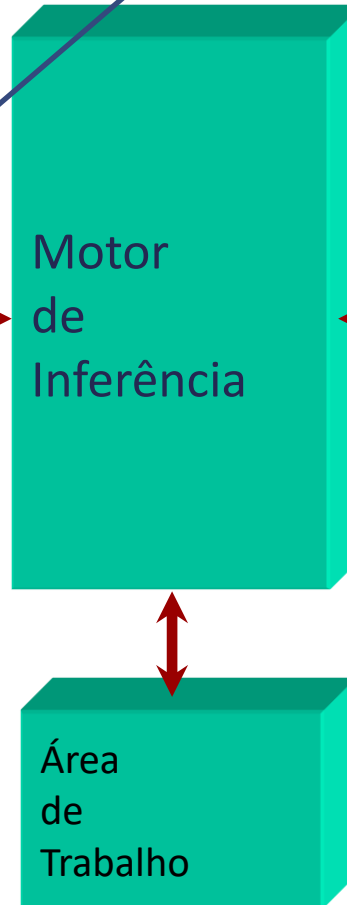 Motor
de
Inferência
Área
de
Trabalho